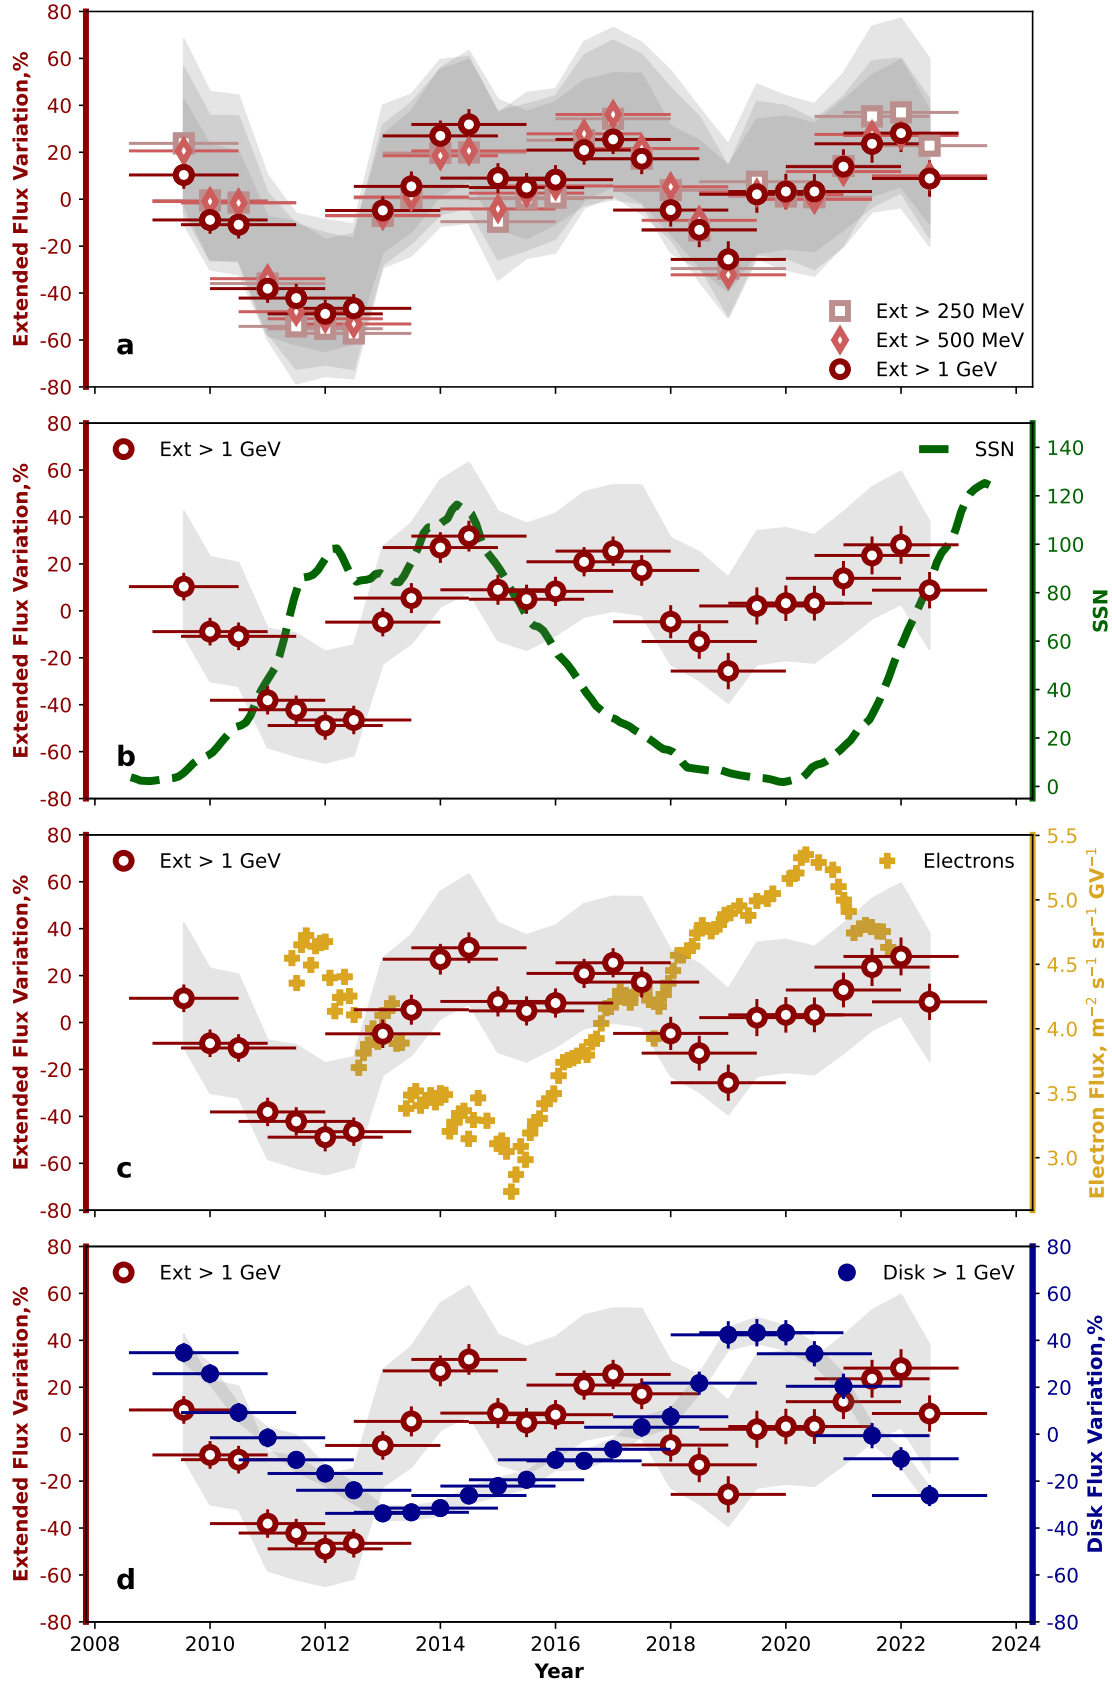 80
60
40
20
0
-20
-40
-60
-80
Extended Flux Variation,%
a
Ext > 250 MeV
Ext > 500 MeV
Ext > 1 GeV
80
60
40
20
0
-20
-40
-60
-80
Extended Flux Variation,%
Ext > 1 GeV
SSN
b
140
120
100
80
60
40
20
0
SSN
80
60
40
20
0
-20
-40
-60
-80
Extended Flux Variation,%
Ext > 1 GeV
Electrons
c
5.5
5.0
4.5
4.0
3.5
3.0
Electron Flux, m⁻² s⁻¹ sr⁻¹ GV⁻¹
80
60
40
20
0
-20
-40
-60
-80
Extended Flux Variation,%
Ext > 1 GeV
Disk > 1 GeV
d
80
60
40
20
0
-20
-40
-60
-80
Disk Flux Variation,%
2008 2010 2012 2014 2016 2018 2020 2022 2024
Year